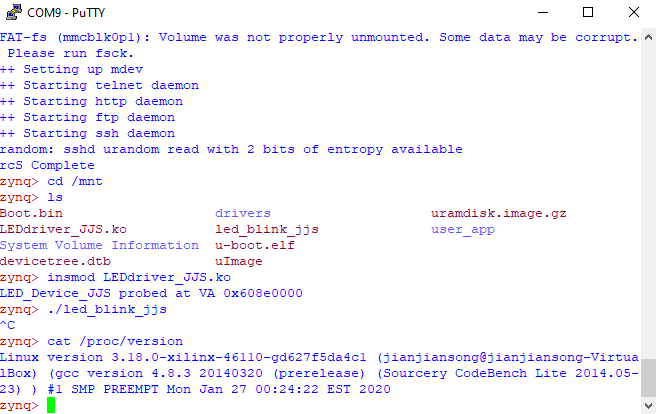 COM9 - PuTTY
FAT-fs (mmcblk0p1): Volume was not properly unmounted. Some data may be corrupt.
 Please run fsck.
++ Setting up mdev
++ Starting telnet daemon
++ Starting http daemon
++ Starting ftp daemon
++ Starting ssh daemon
random: sshd urandom read with 2 bits of entropy available
rcS Complete
zynq> cd /mnt
zynq> ls
Boot.bin drivers uramdisk.image.gz
LEDdriver_JJS.ko led_blink_jjs user_app
System Volume Information u-boot.elf
devicetree.dtb uImage
zynq> insmod LEDdriver_JJS.ko
LED_Device_JJS probed at VA 0x608e0000
zynq> ./led_blink_jjs
^C
zynq> cat /proc/version
Linux version 3.18.0-xilinx-46110-gd627f5da4c1 (jianjiansong@jianjiansong-Virtua
lBox) (gcc version 4.8.3 20140320 (prerelease) (Sourcery CodeBench Lite 2014.05-
23) ) #1 SMP PREEMPT Mon Jan 27 00:24:22 EST 2020
zynq>